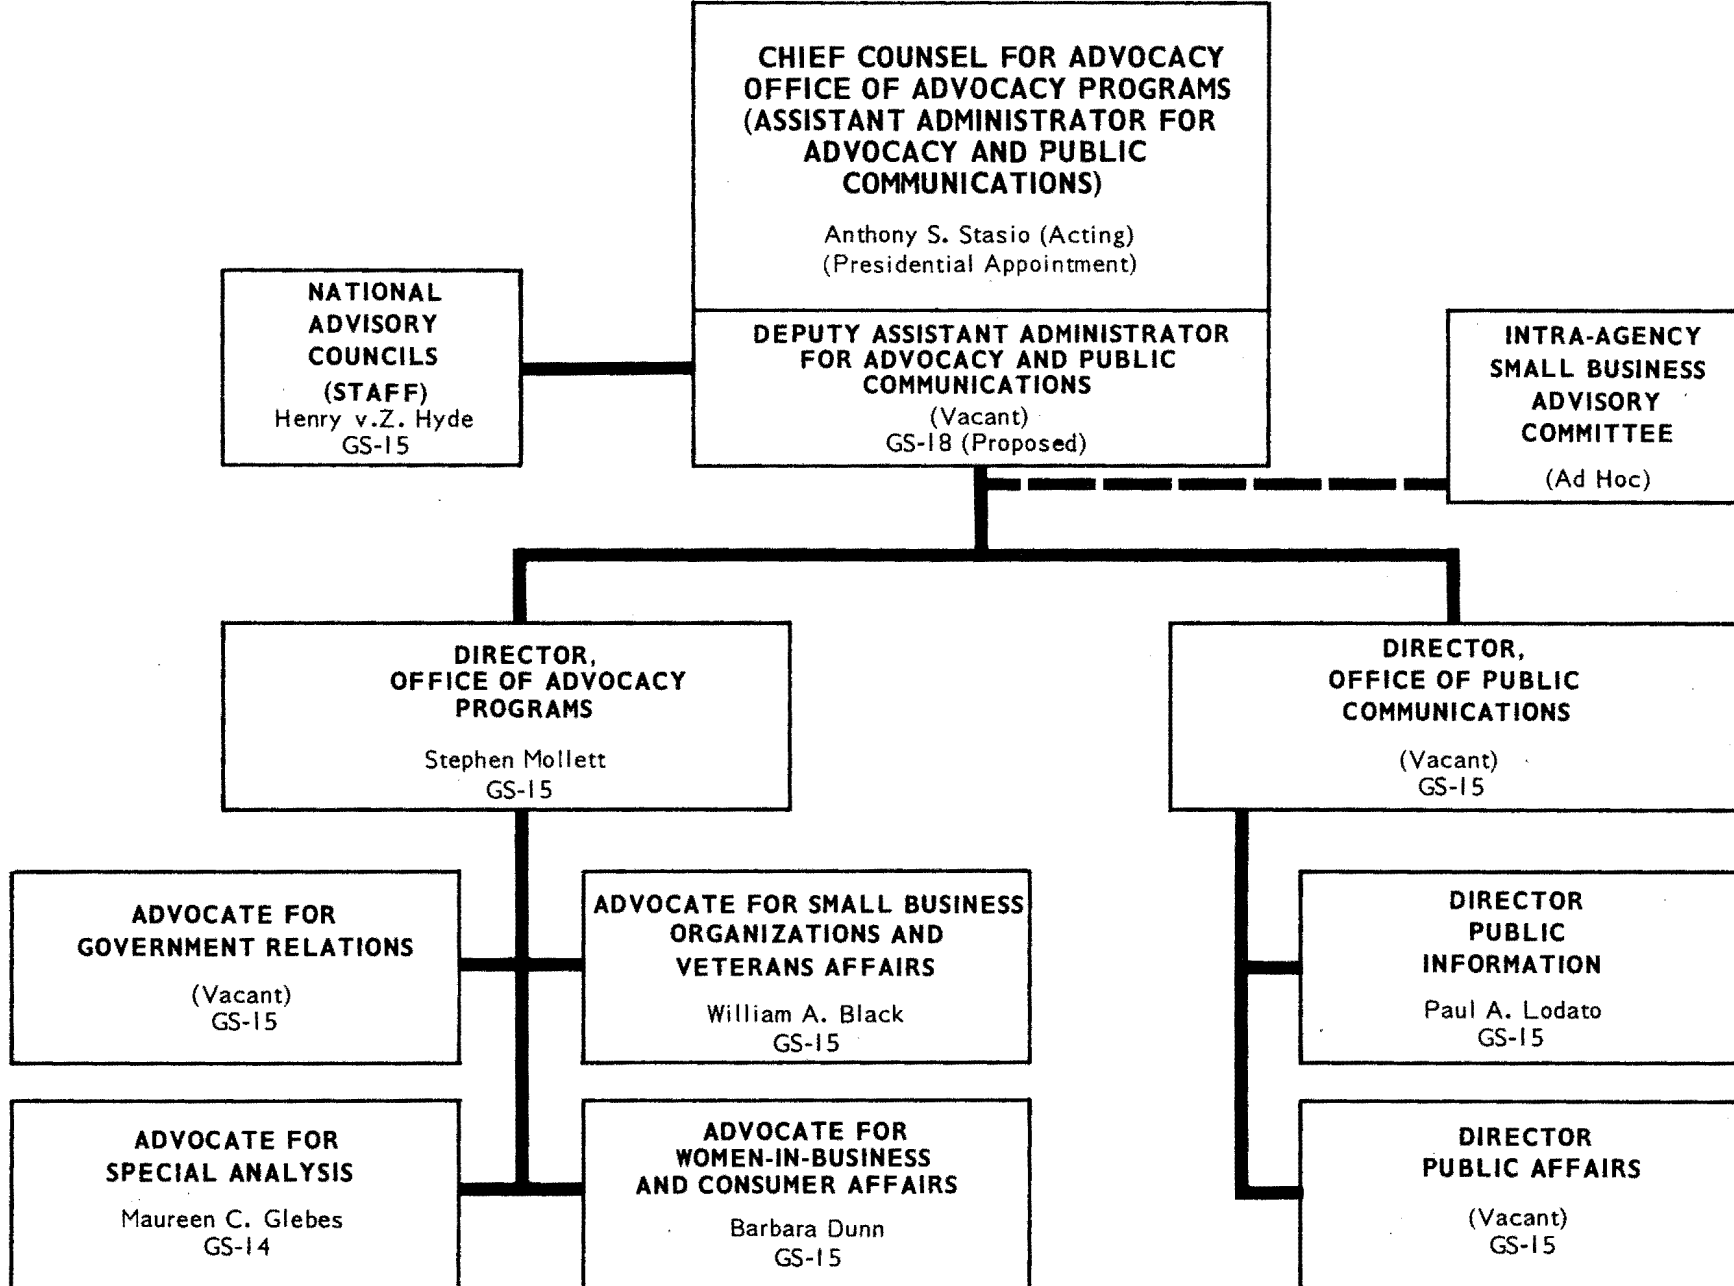 CHIEF COUNSEL FOR ADVOCACY
OFFICE OF ADVOCACY PROGRAMS
(ASSISTANT ADMINISTRATOR FOR
ADVOCACY AND PUBLIC
COMMUNICATIONS)
Anthony S. Stasio (Acting)
(Presidential Appointment)
NATIONAL
ADVISORY
COUNCILS
(STAFF)
Henry v.Z. Hyde
GS-15
DEPUTY ASSISTANT ADMINISTRATOR
FOR ADVOCACY AND PUBLIC
COMMUNICATIONS
(Vacant)
GS-18 (Proposed)
INTRA-AGENCY
SMALL BUSINESS
ADVISORY
COMMITTEE
(Ad Hoc)
DIRECTOR,
OFFICE OF ADVOCACY
PROGRAMS
Stephen Mollett
GS-15
DIRECTOR,
OFFICE OF PUBLIC
COMMUNICATIONS
(Vacant)
GS-15
ADVOCATE FOR
GOVERNMENT RELATIONS
(Vacant)
GS-15
ADVOCATE FOR SMALL BUSINESS
ORGANIZATIONS AND
VETERANS AFFAIRS
William A. Black
GS-15
DIRECTOR
PUBLIC
INFORMATION
Paul A. Lodato
GS-15
ADVOCATE FOR
SPECIAL ANALYSIS
Maureen C. Glebes
GS-14
ADVOCATE FOR
WOMEN-IN-BUSINESS
AND CONSUMER AFFAIRS
Barbara Dunn
GS-15
DIRECTOR
PUBLIC AFFAIRS
(Vacant)
GS-15